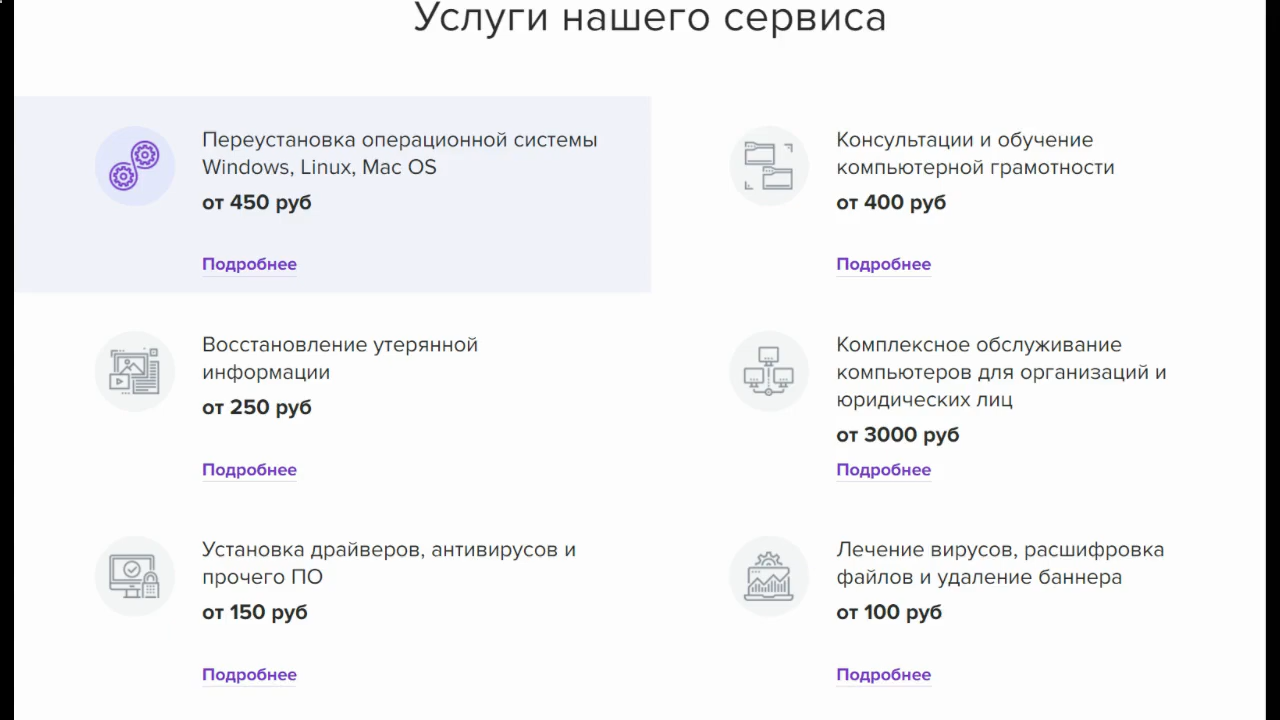 Услуги нашего сервиса
Переустановка операционной системы
Windows, Linux, Mac OS
от 450 руб
Подробнее
Консультации и обучение
компьютерной грамотности
от 400 руб
Подробнее
Восстановление утерянной
информации
от 250 руб
Подробнее
Комплексное обслуживание
компьютеров для организаций и
юридических лиц
от 3000 руб
Подробнее
Установка драйверов, антивирусов и
прочего ПО
от 150 руб
Подробнее
Лечение вирусов, расшифровка
файлов и удаление баннера
от 100 руб
Подробнее